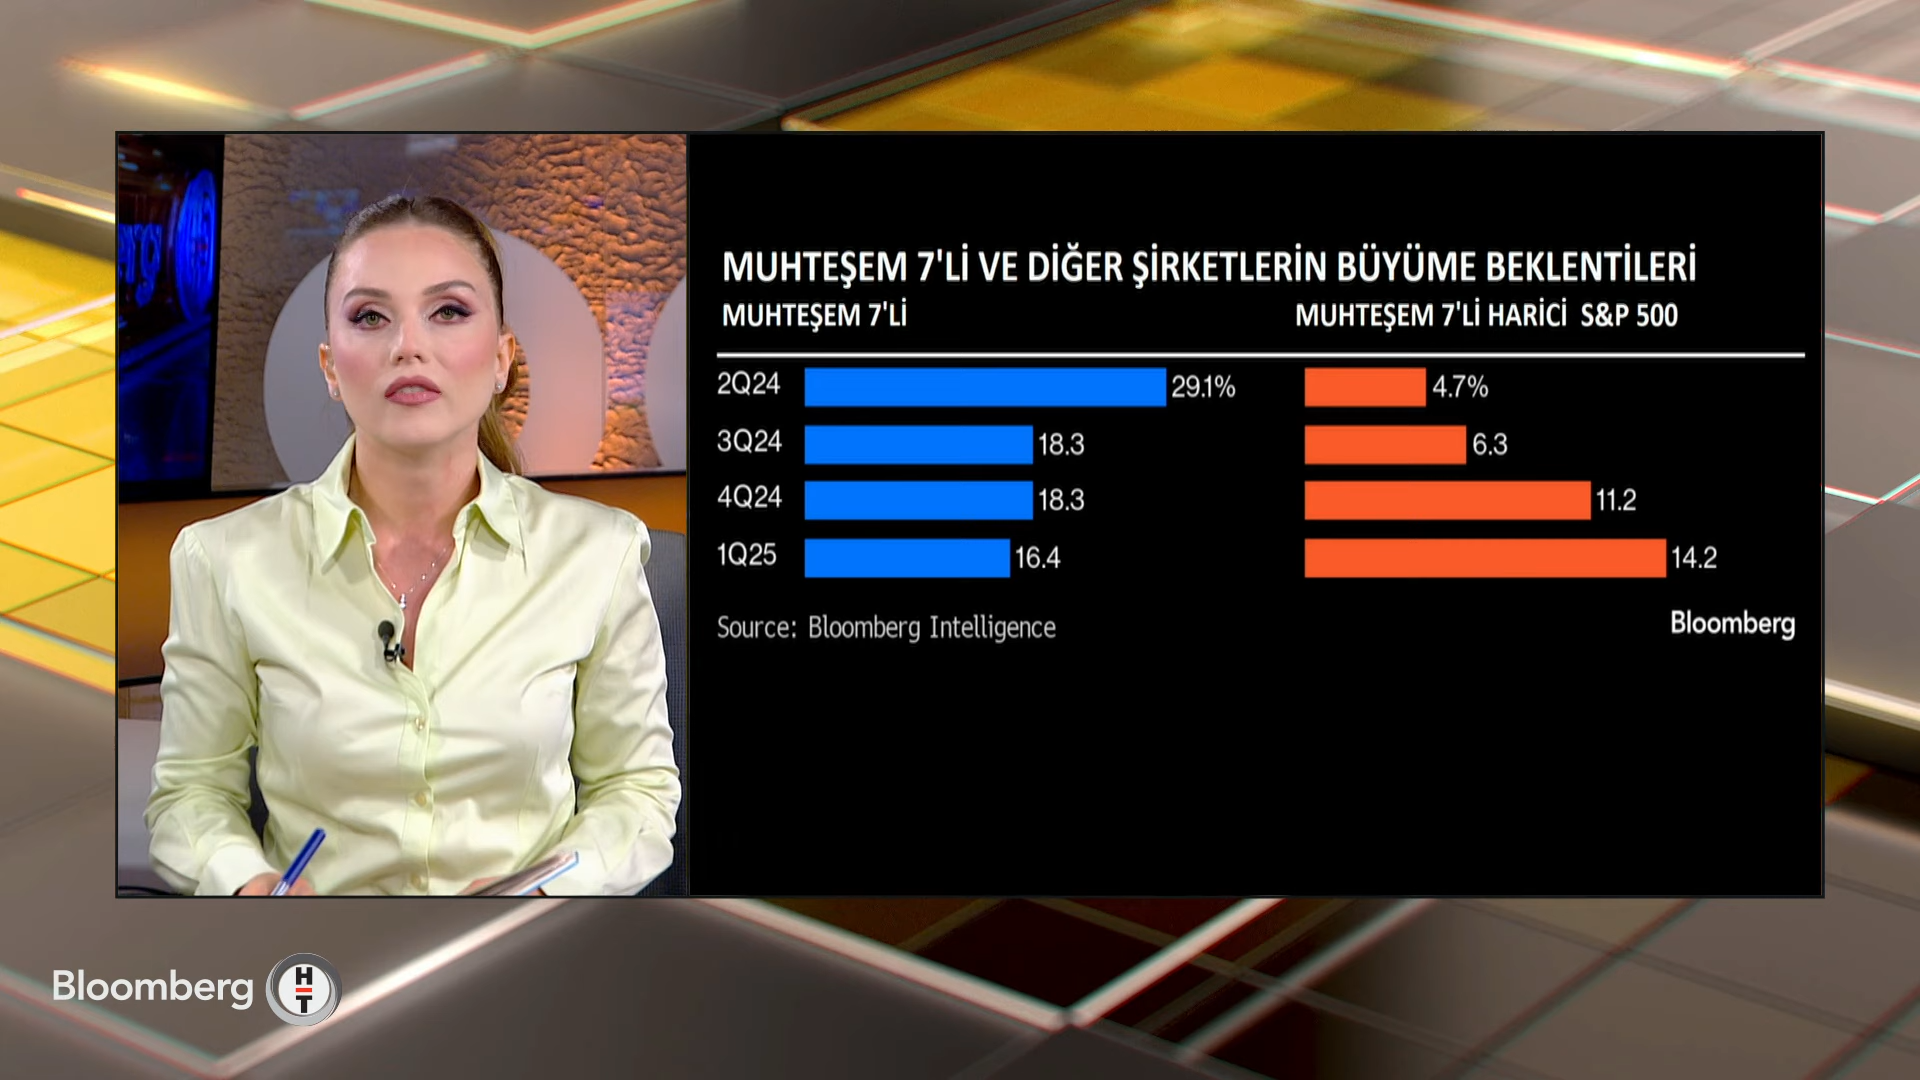 MUHTEŞEM 7'Lİ VE DİĞER ŞİRKETLERİN BÜYÜME BEKLENTİLERİ
MUHTEŞEM 7'Lİ MUHTEŞEM 7'Lİ HARİCİ S&P 500
2Q24 29.1% 4.7%
3Q24 18.3 6.3
4Q24 18.3 11.2
1Q25 16.4 14.2
Source: Bloomberg Intelligence
Bloomberg
Bloomberg HT